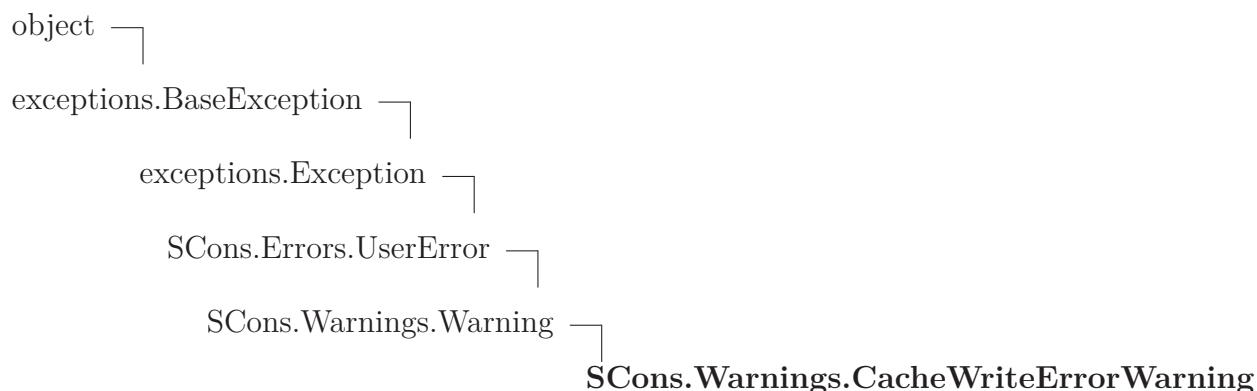 object
exceptions.BaseException
exceptions.Exception
SCons.Errors.UserError
SCons.Warnings.Warning
SCons.Warnings.CacheWriteErrorWarning